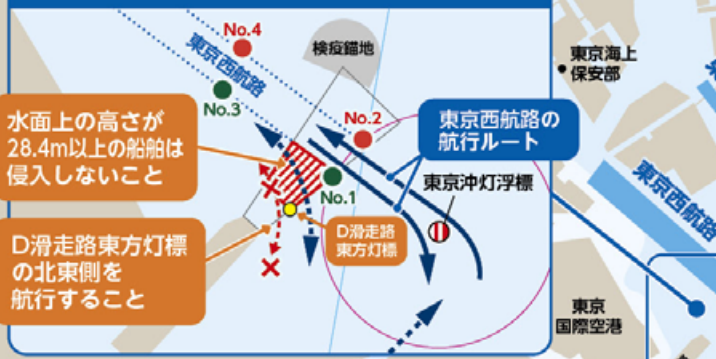 No.4
東京西航路
No.3
検疫錨地
No.2
No.1
水面上の高さが
28.4m以上の船舶は
侵入しないこと
D滑走路東方灯標
の北東側を
航行すること
D滑走路
東方灯標
東京西航路の
航行ルート
東京沖灯浮標
東京海上
保安部
東京西航路
東京
国際空港